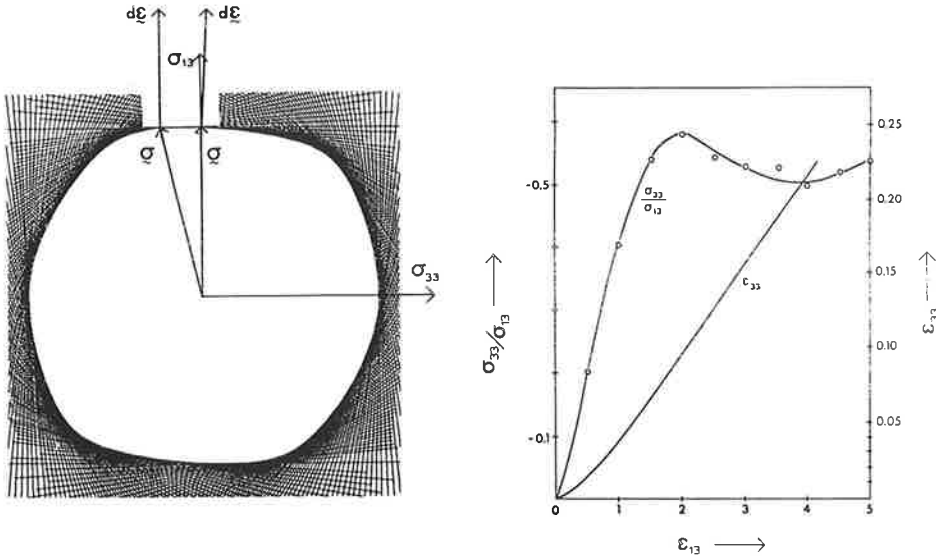 dε̰ dε̰
σ₁₃
σ̰ σ̰
σ₃₃
σ₃₃/σ₁₃ →
-0.5
-0.1
σ₃₃/σ₁₃
ε₃₃
0.25
0.20
0.15
0.10
0.05
ε₃₃ →
0 1 2 3 4 5
ε₁₃ →